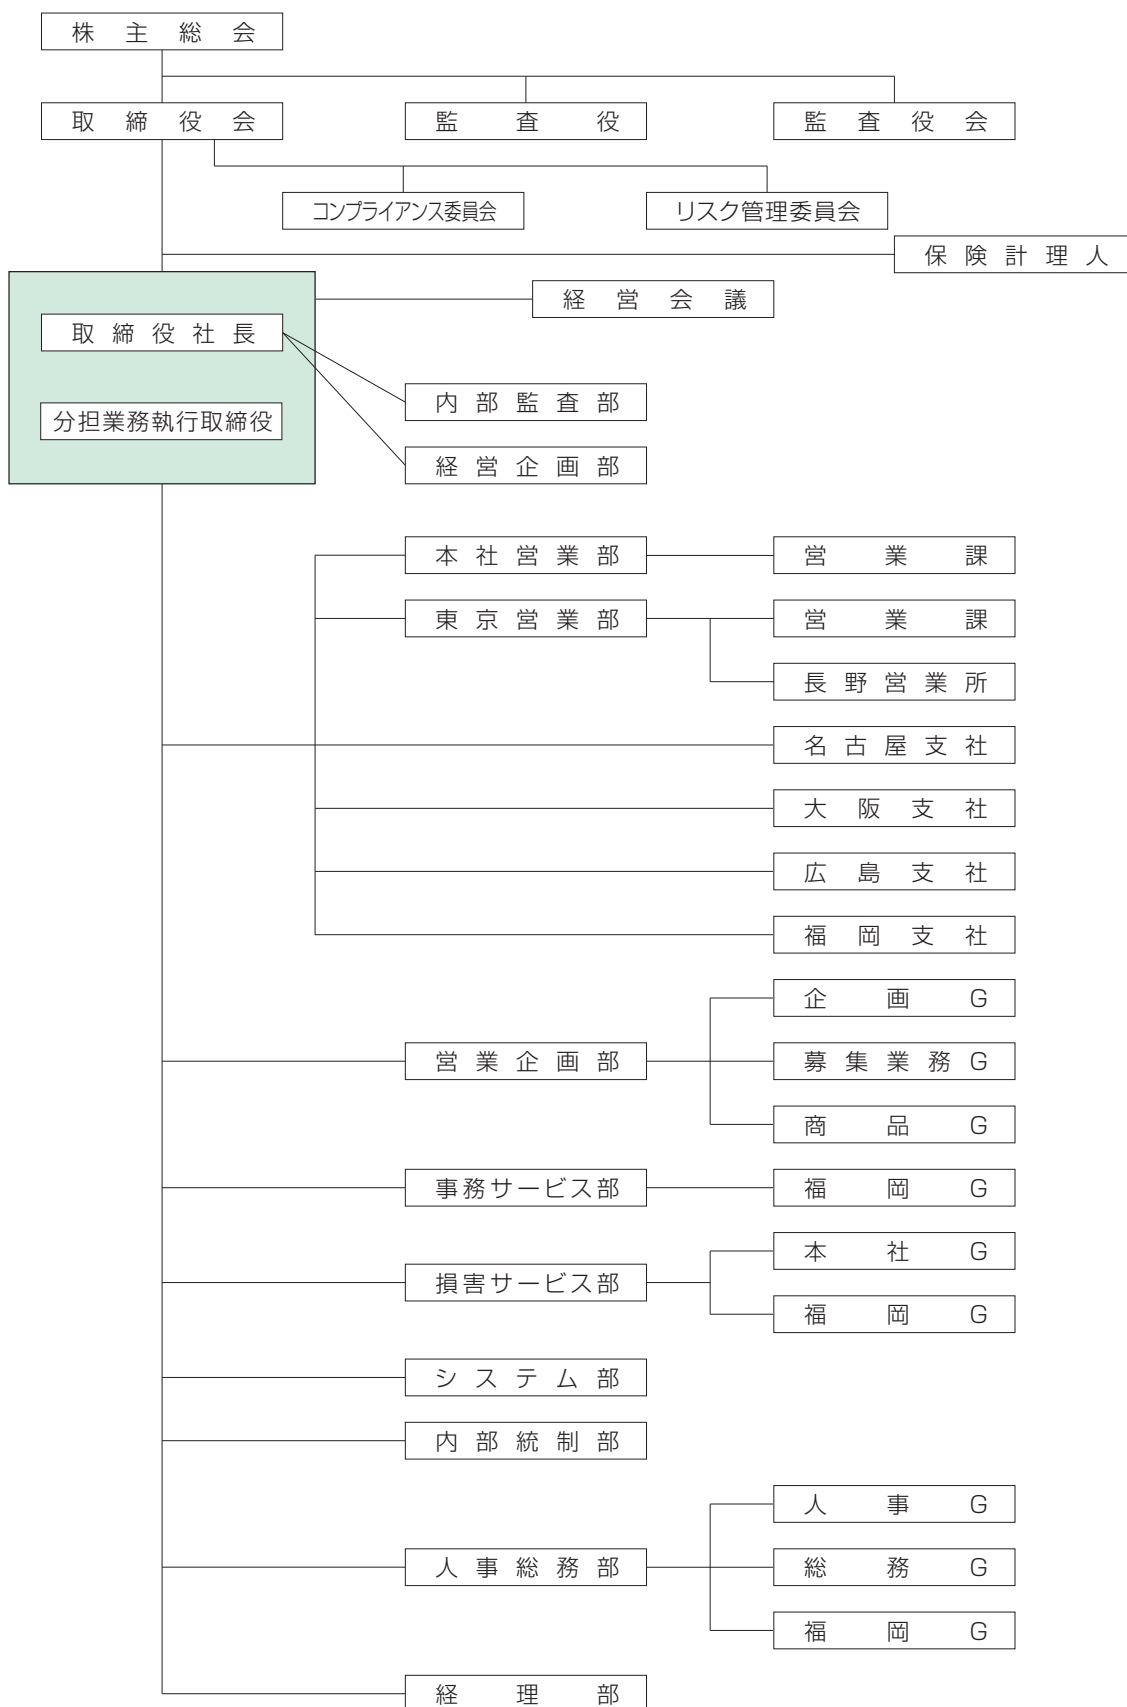 株主総会
取締役会
監査役
監査役会
コンプライアンス委員会
リスク管理委員会
保険計理人
経営会議
取締役社長
内部監査部
分担業務執行取締役
経営企画部
本社営業部
営業課
東京営業部
営業課
長野営業所
名古屋支社
大阪支社
広島支社
福岡支社
企画G
営業企画部
募集業務G
商品G
事務サービス部
福岡G
本社G
損害サービス部
福岡G
システム部
内部統制部
人事G
人事総務部
総務G
福岡G
経理部